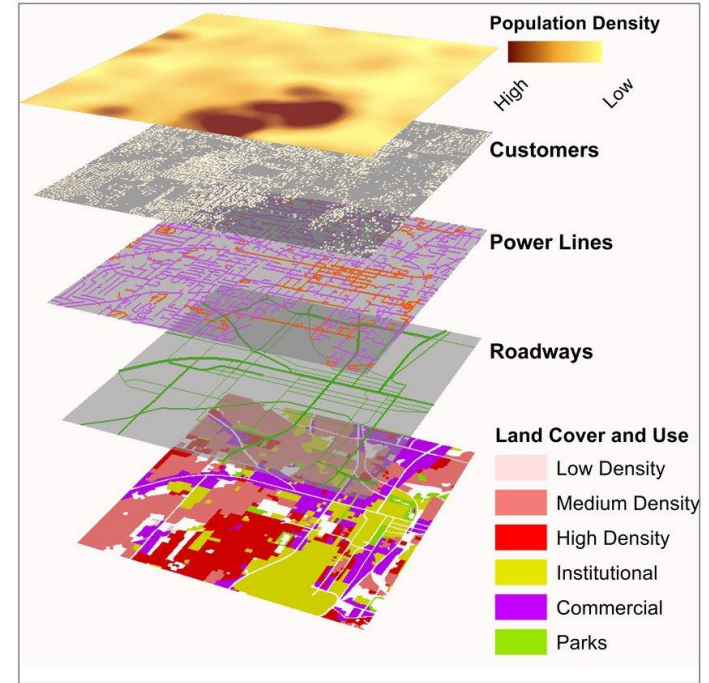 Population Density
High
Low
Customers
Power Lines
Roadways
Land Cover and Use
Low Density
Medium Density
High Density
Institutional
Commercial
Parks